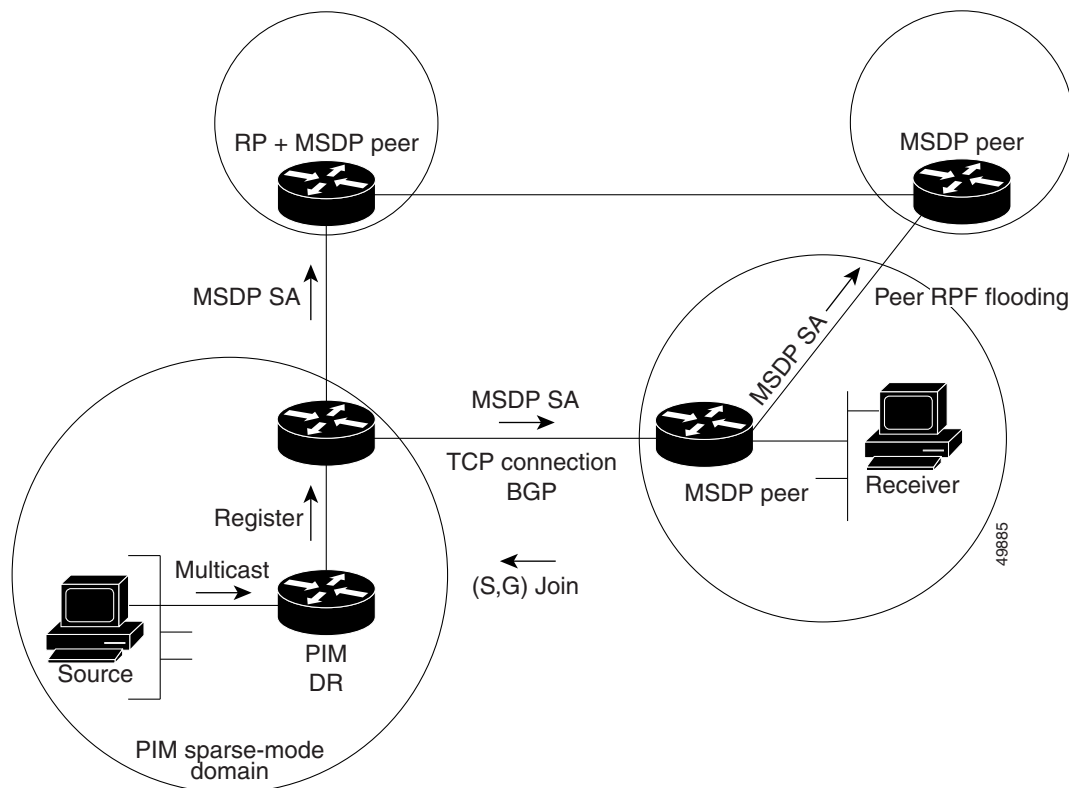 RP + MSDP peer
MSDP peer
MSDP SA
Peer RPF flooding
MSDP SA
MSDP SA
TCP connection
BGP
MSDP peer
Receiver
Register
49885
Multicast
(S,G) Join
Source
PIM
DR
PIM sparse-mode
domain